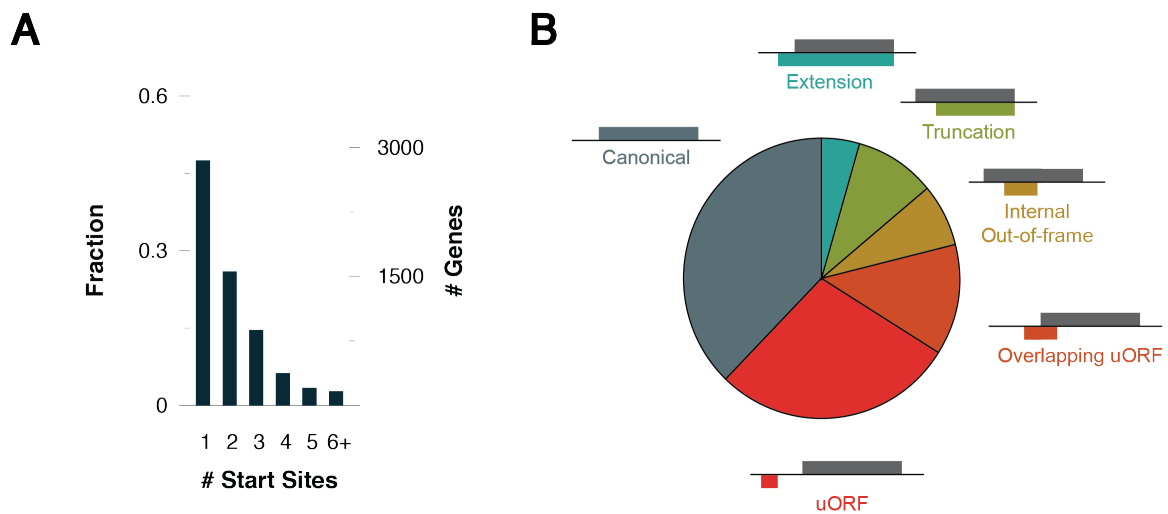 A
0.6
0.3
0
Fraction
3000
1500
# Genes
1 2 3 4 5 6+
# Start Sites
B
Extension
Truncation
Canonical
Internal
Out-of-frame
Overlapping uORF
uORF